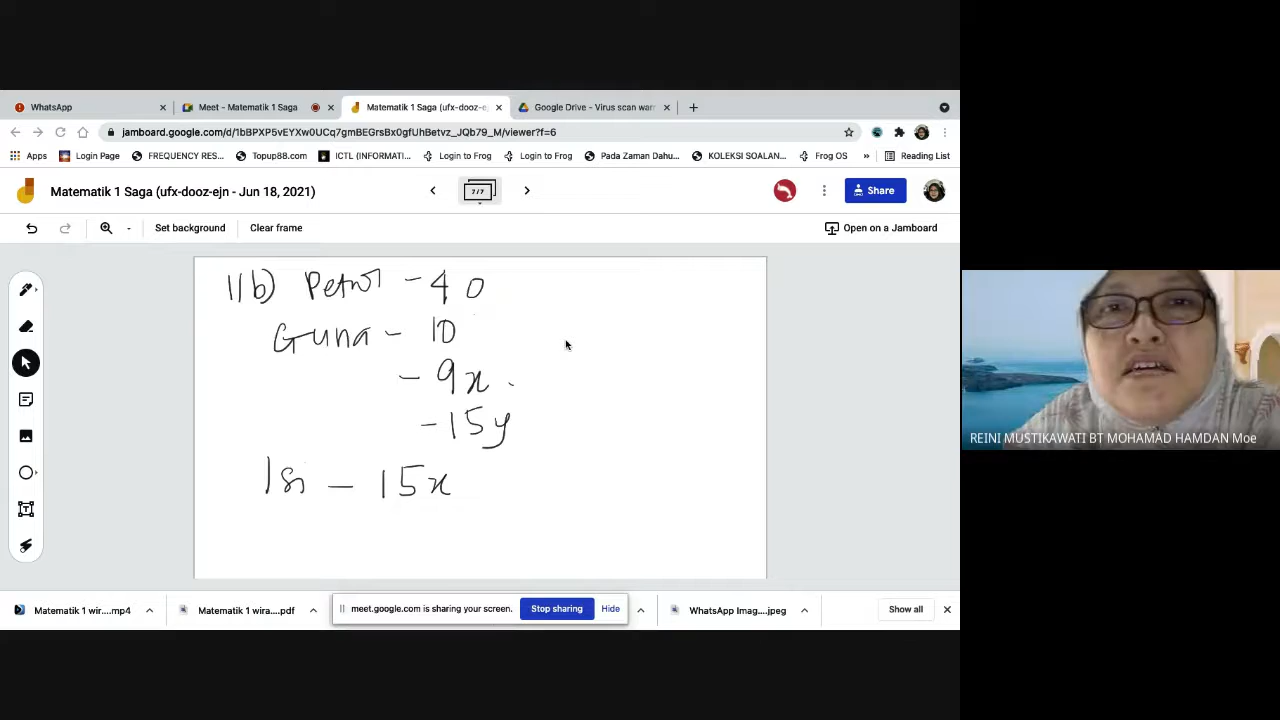 WhatsApp
Meet - Matematik 1 Saga
Matematik 1 Saga (ufx-dooz-ej
Google Drive - Virus scan warn
jamboard.google.com/d/1bBPXP5vEYXw0UCq7gmBEGrsBx0gfUhBetvz_JQb79_M/viewer?f=6
Apps
Login Page
FREQUENCY RES...
Topup88.com
ICTL (INFORMATI...
Login to Frog
Login to Frog
Pada Zaman Dahu...
KOLEKSI SOALAN...
Frog OS
»
Reading List
Matematik 1 Saga (ufx-dooz-ejn - Jun 18, 2021)
7/7
Share
Set background
Clear frame
Open on a Jamboard
11b) Petrol - 40
Guna - 10
- 9x
- 15y
Isi - 15x
REINI MUSTIKAWATI BT MOHAMAD HAMDAN Moe
Matematik 1 wir....mp4
Matematik 1 wira....pdf
meet.google.com is sharing your screen.
Stop sharing
Hide
WhatsApp Imag....jpeg
Show all